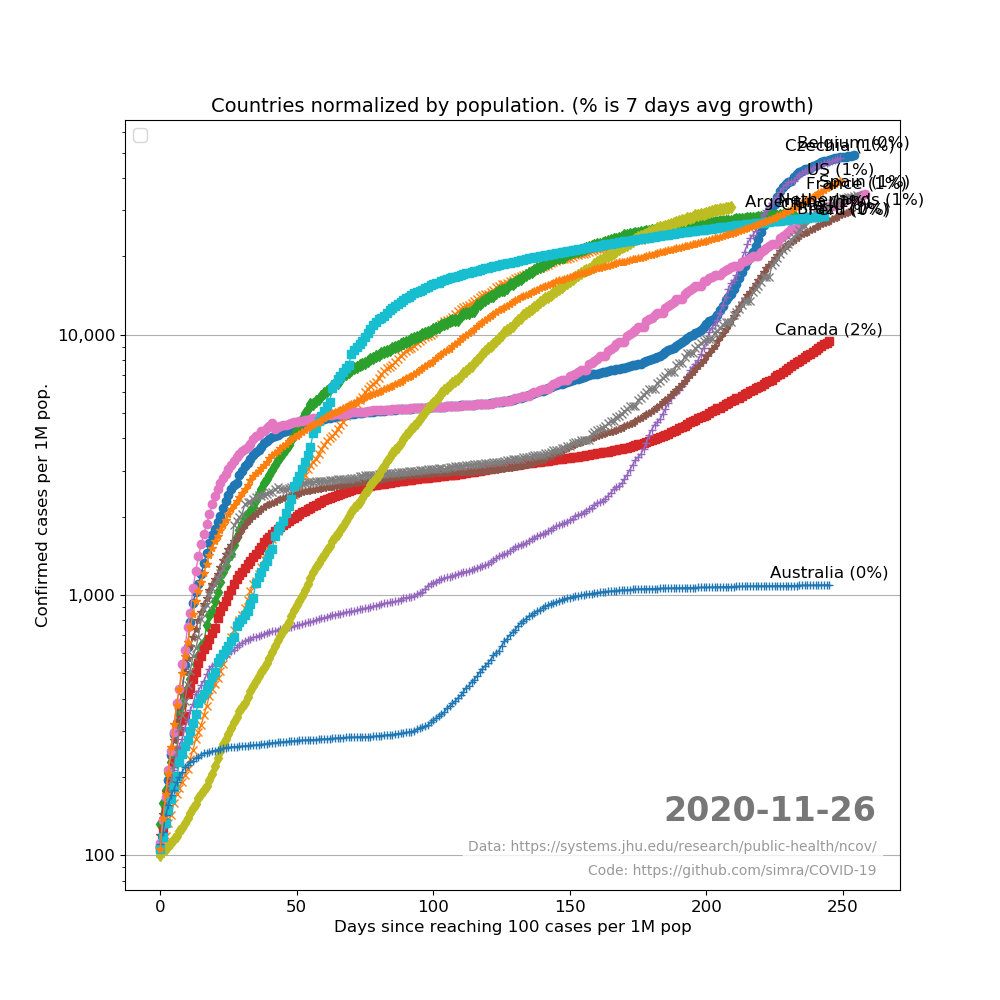 Countries normalized by population. (% is 7 days avg growth)
Belgium (0%)
Czechia (1%)
US (1%)
Spain (1%)
France (1%)
Netherlands (1%)
Canada (2%)
Australia (0%)
10,000
1,000
100
Confirmed cases per 1M pop.
2020-11-26
Data: https://systems.jhu.edu/research/public-health/ncov/
Code: https://github.com/simra/COVID-19
0 50 100 150 200 250
Days since reaching 100 cases per 1M pop